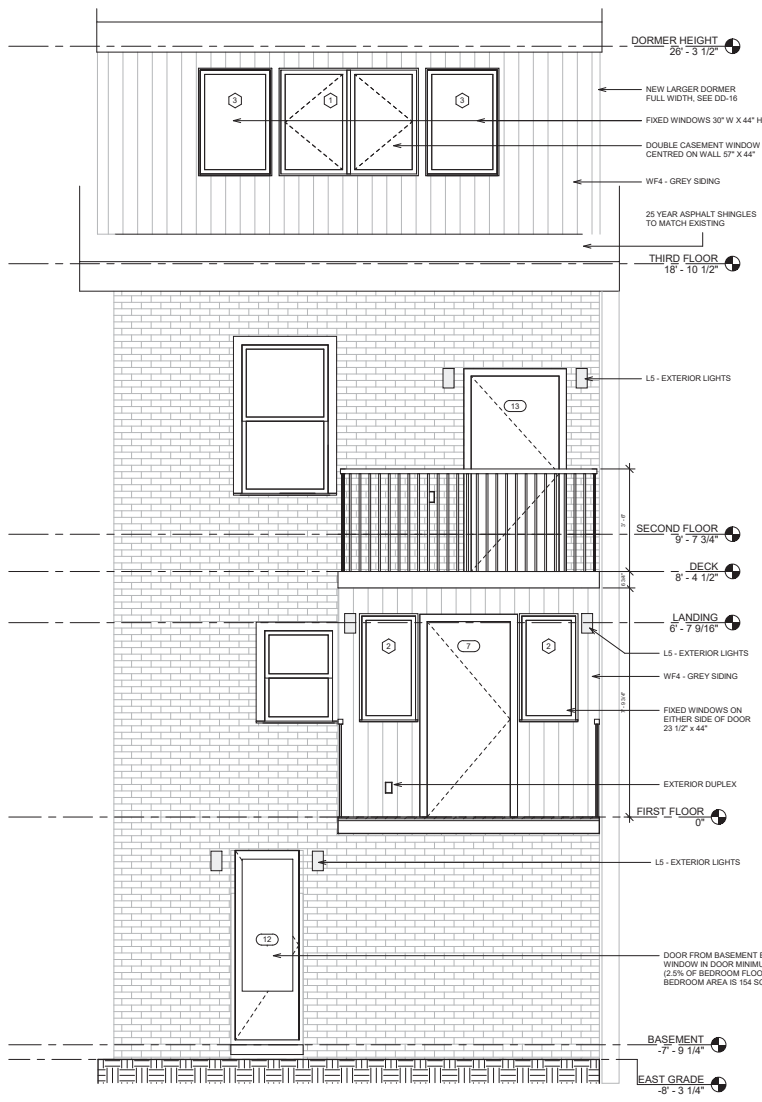 DORMER HEIGHT
26' - 3 1/2"
NEW LARGER DORMER
FULL WIDTH, SEE DD-16
3
1
3
FIXED WINDOWS 30" W X 44" H
DOUBLE CASEMENT WINDOW
CENTRED ON WALL 57" X 44"
WF4 - GREY SIDING
25 YEAR ASPHALT SHINGLES
TO MATCH EXISTING
THIRD FLOOR
18' - 10 1/2"
L5 - EXTERIOR LIGHTS
13
3' - 6"
SECOND FLOOR
9' - 7 3/4"
DECK
8' - 4 1/2"
6 3/4"
LANDING
6' - 7 9/16"
2
7
2
L5 - EXTERIOR LIGHTS
WF4 - GREY SIDING
FIXED WINDOWS ON
EITHER SIDE OF DOOR
23 1/2" x 44"
EXTERIOR DUPLEX
FIRST FLOOR
0"
L5 - EXTERIOR LIGHTS
12
DOOR FROM BASEMENT
WINDOW IN DOOR
(2.5% OF BEDROOM
BEDROOM AREA IS 154
BASEMENT
-7' - 9 1/4"
EAST GRADE
-8' - 3 1/4"